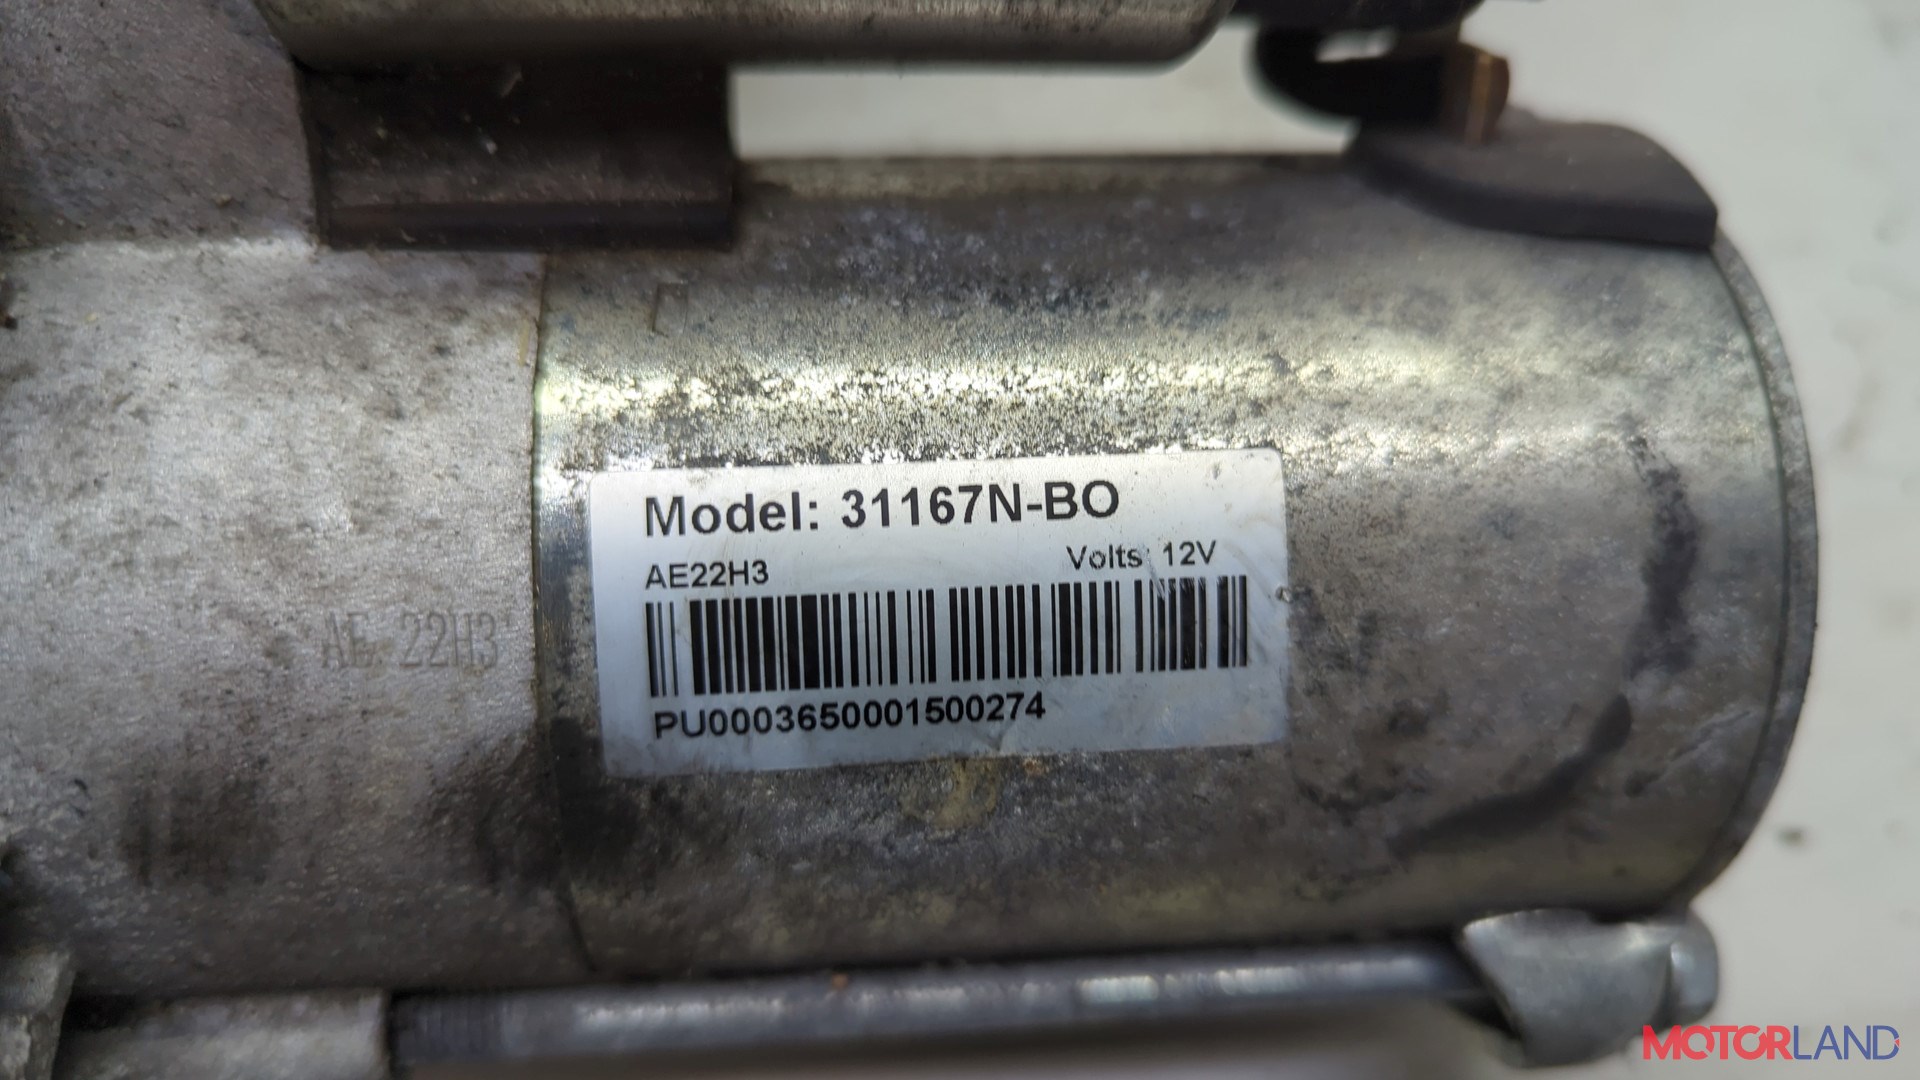 Model: 31167N-BO
AE22H3 Volts: 12V
AE 22H3
PU0003650001500274
MOTORLAND